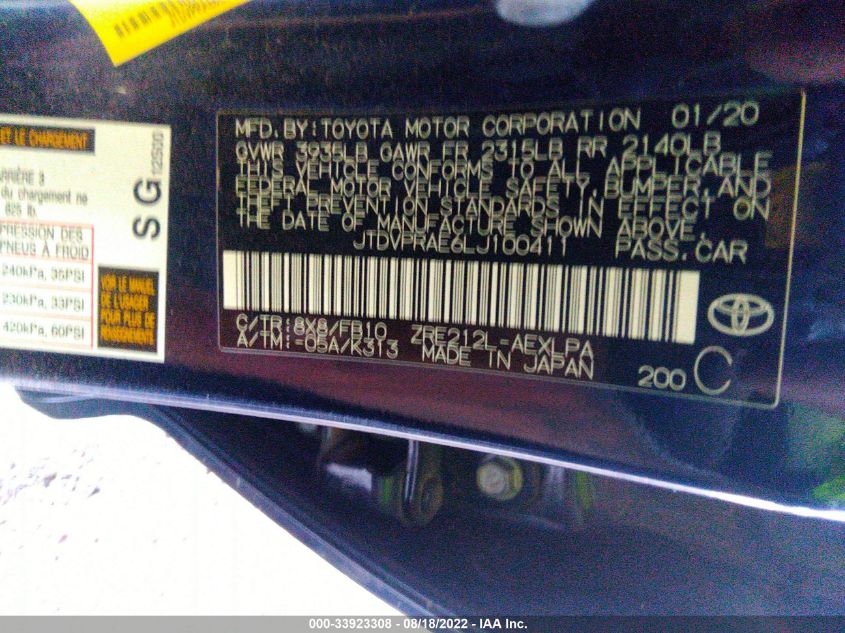 ET LE CHARGEMENT
ARRIÈRE 3
du chargement ne
826 lb.
PRESSION DES
PNEUS À FROID
240kPa, 35PSI
230kPa, 33PSI
420kPa, 60PSI
VOIR LE MANUEL
DE L'USAGER
POUR PLUS DE
RENSEIGNEMENTS
SG
MFD. BY: TOYOTA MOTOR CORPORATION 01/20
GVWR 3935LB GAWR FR 2315LB RR 2140LB
THIS VEHICLE CONFORMS TO ALL APPLICABLE
FEDERAL MOTOR VEHICLE SAFETY, BUMPER, AND
THEFT PREVENTION STANDARDS IN EFFECT ON
THE DATE OF MANUFACTURE SHOWN ABOVE.
JTDVPRAE6LJ100411 PASS. CAR
C/TR: 8X8/FB10 ZRE212L-AEXLPA
A/TM: -05A/K313 MADE IN JAPAN
200 C
000-33923308 - 08/18/2022 - IAA Inc.